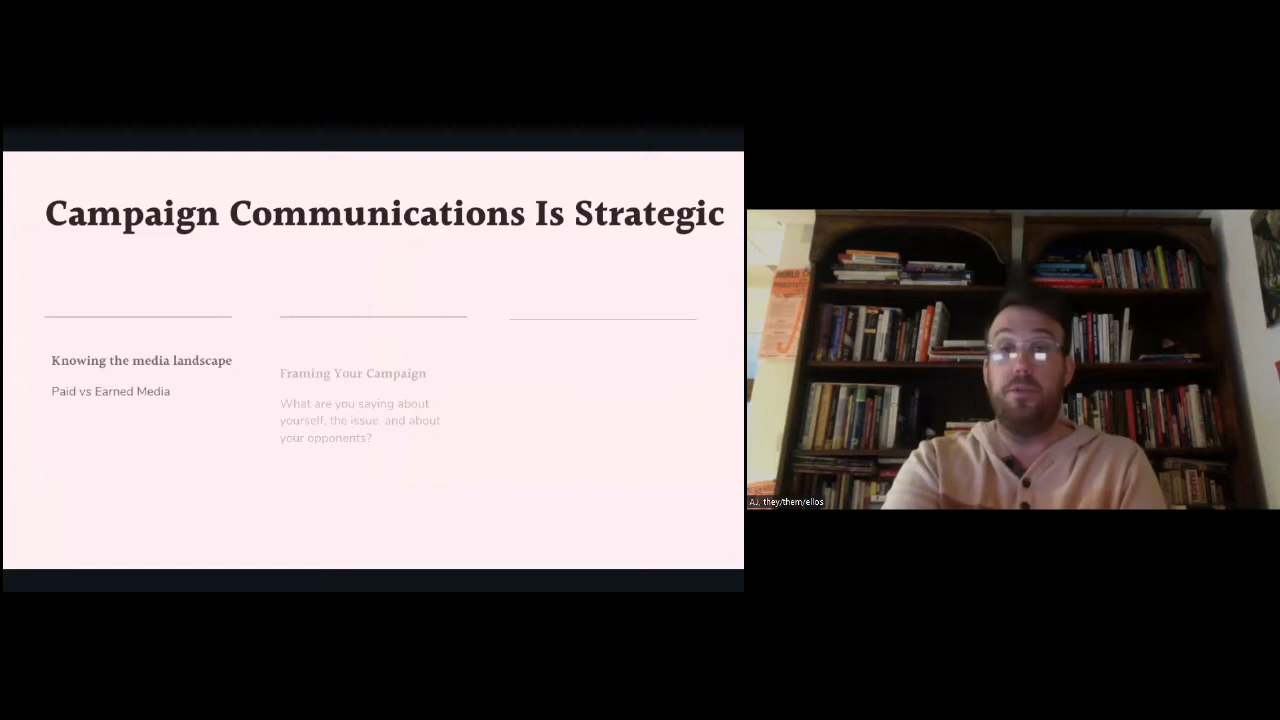 Campaign Communications Is Strategic
Knowing the media landscape
Paid vs Earned Media
Framing Your Campaign
What are you saying about
yourself, the issue, and about
your opponents?
AJ, they/them/ellos